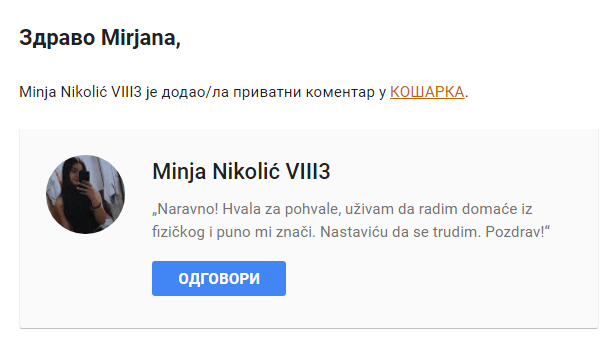 Здраво Mirjana,
Minja Nikolić VIII3 је додао/ла приватни коментар у КОШАРКА.
Minja Nikolić VIII3
„Naravno! Hvala za pohvale, uživam da radim domaće iz
fizičkog i puno mi znači. Nastaviću da se trudim. Pozdrav!“
ОДГОВОРИ